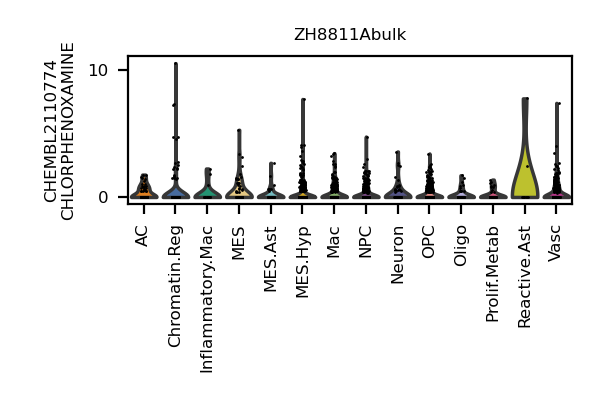 ZH8811Abulk
CHEMBL2110774
CHLORPHENOXAMINE
10
0
AC
Chromatin.Reg
Inflammatory.Mac
MES
MES.Ast
MES.Hyp
Mac
NPC
Neuron
OPC
Oligo
Prolif.Metab
Reactive.Ast
Vasc